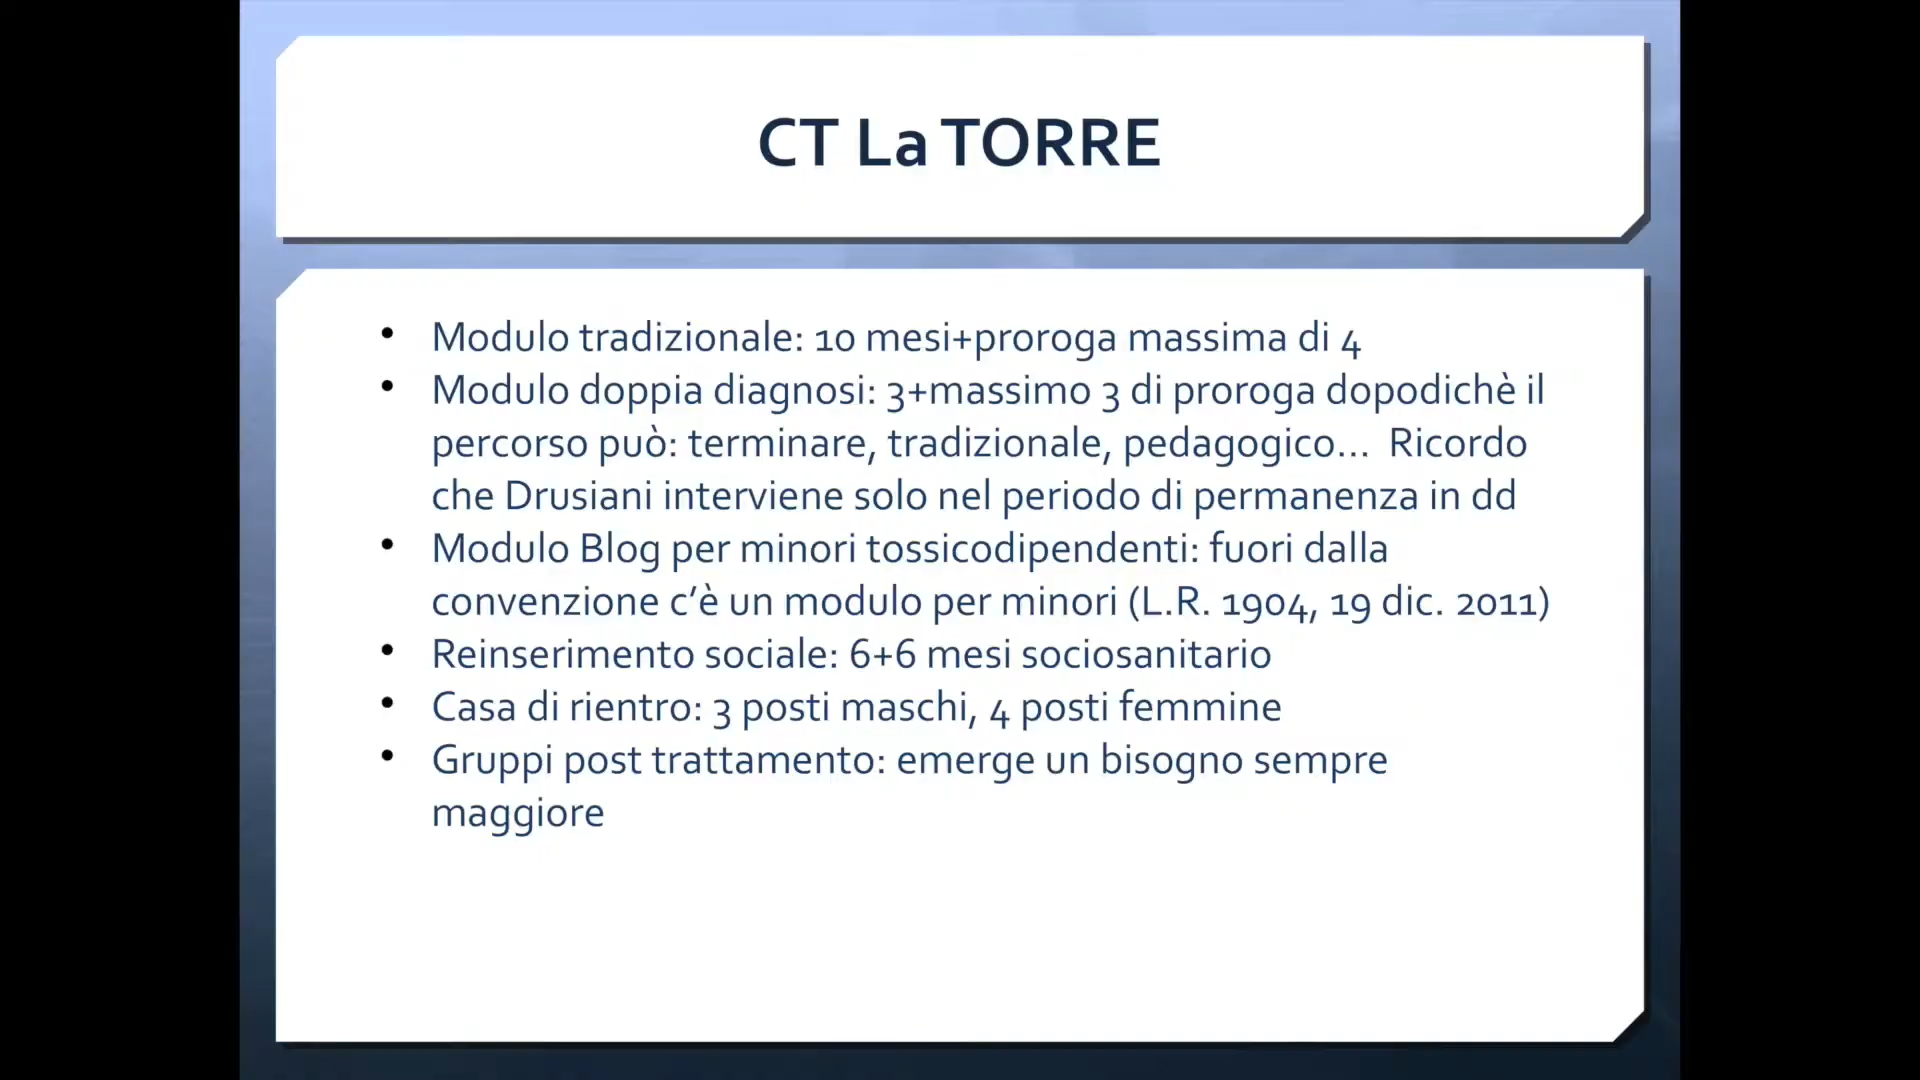 CT La TORRE
• Modulo tradizionale: 10 mesi+proroga massima di 4
• Modulo doppia diagnosi: 3+massimo 3 di proroga dopodichè il
percorso può: terminare, tradizionale, pedagogico... Ricordo
che Drusiani interviene solo nel periodo di permanenza in dd
• Modulo Blog per minori tossicodipendenti: fuori dalla
convenzione c’è un modulo per minori (L.R. 1904, 19 dic. 2011)
• Reinserimento sociale: 6+6 mesi sociosanitario
• Casa di rientro: 3 posti maschi, 4 posti femmine
• Gruppi post trattamento: emerge un bisogno sempre
maggiore